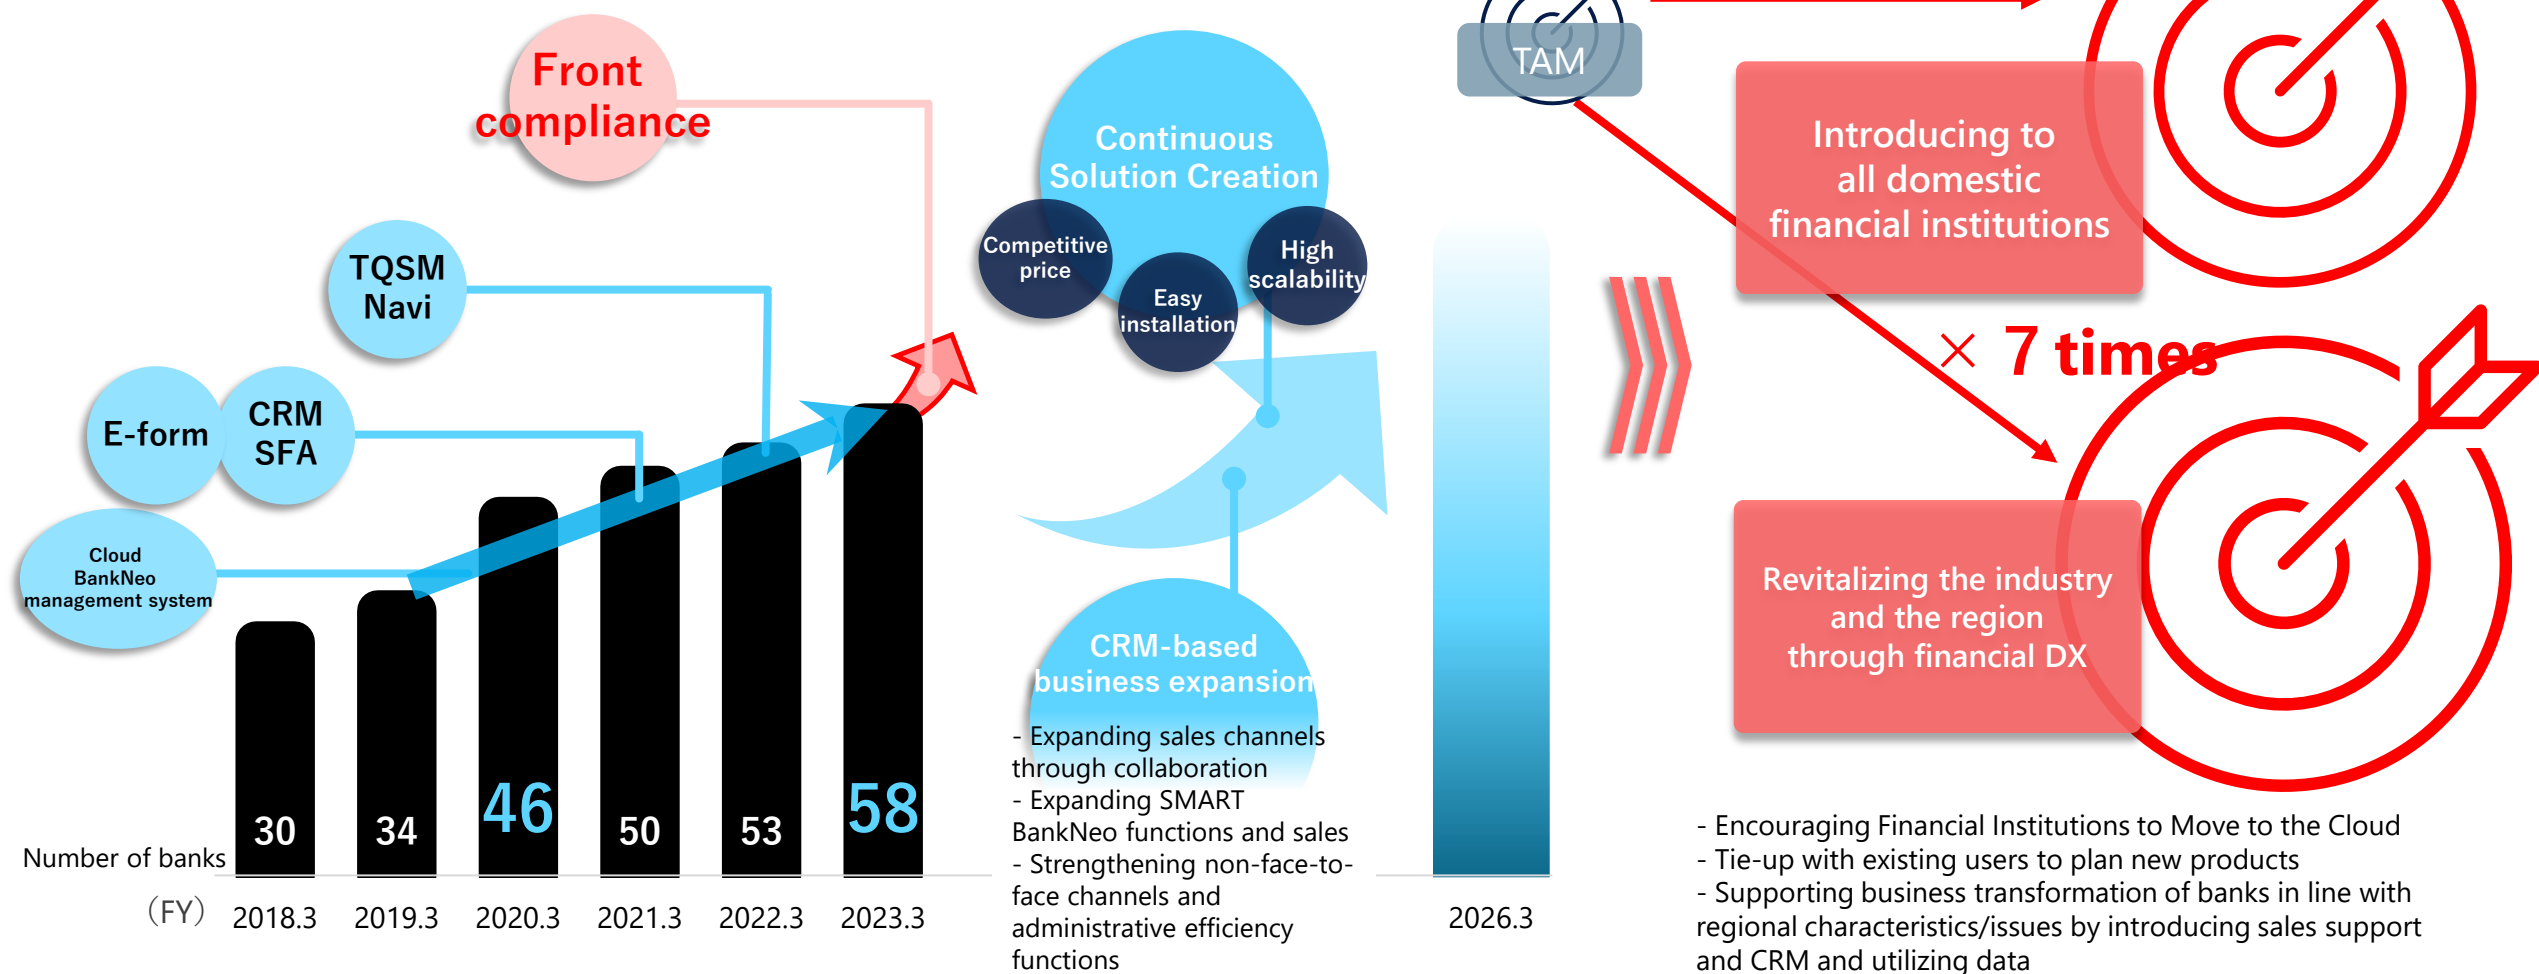 Front
compliance
TQSM
Navi
E-form
CRM
SFA
Cloud
BankNeo
management system
Number of banks
30
34
46
50
53
58
（FY）
2018.3
2019.3
2020.3
2021.3
2022.3
2023.3
Continuous
Solution Creation
Competitive
price
Easy
installation
High
scalability
CRM-based
business expansion
- Expanding sales channels
through collaboration
- Expanding SMART
BankNeo functions and sales
- Strengthening non-face-to-
face channels and
administrative efficiency
functions
2026.3
TAM
Introducing to
all domestic
financial institutions
× 7 times
Revitalizing the industry
and the region
through financial DX
- Encouraging Financial Institutions to Move to the Cloud
- Tie-up with existing users to plan new products
- Supporting business transformation of banks in line with
regional characteristics/issues by introducing sales support
and CRM and utilizing data